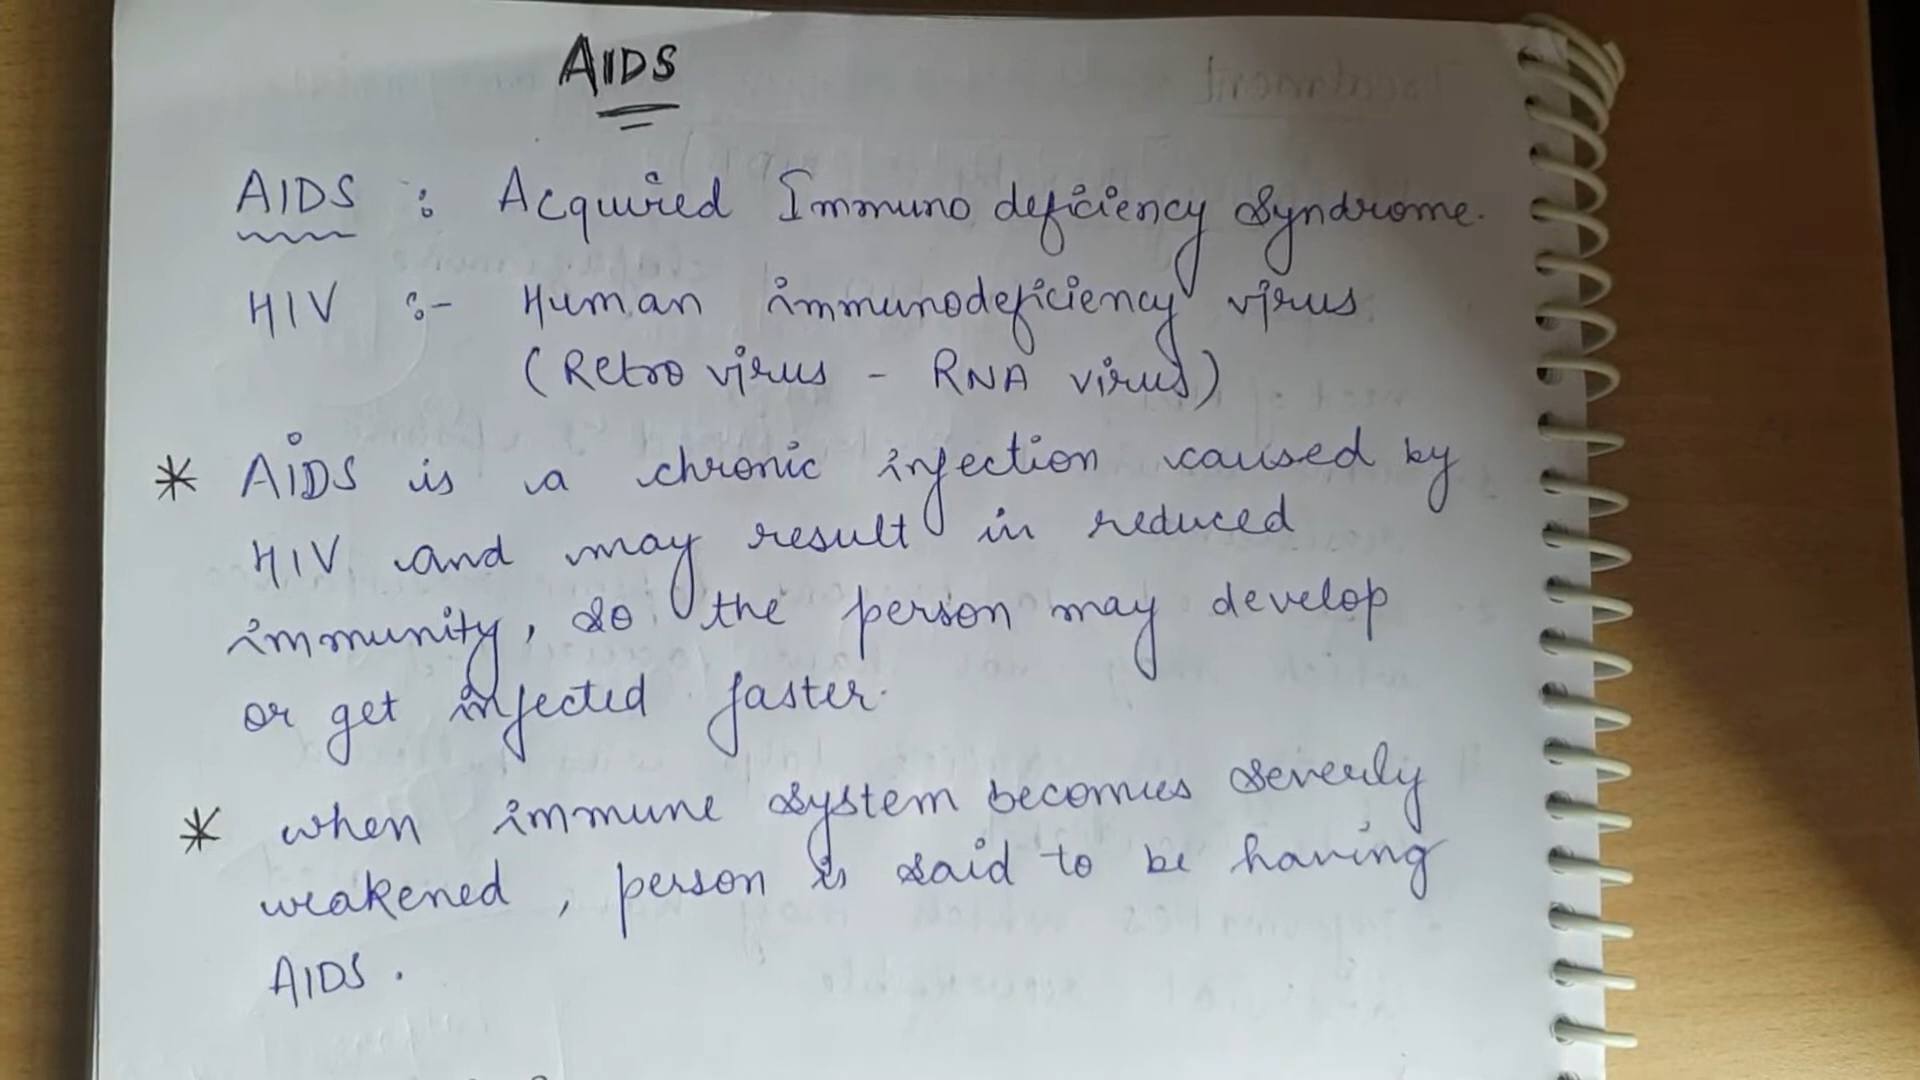 AIDS
AIDS : Acquired Immuno deficiency Syndrome.
HIV :- Human immunodeficiency virus
(Retro virus - RNA virus)
* AIDS is a chronic infection caused by
HIV and may result in reduced
immunity, so the person may develop
or get infected faster.
* when immune system becomes severly
weakened, person is said to be having
AIDS.